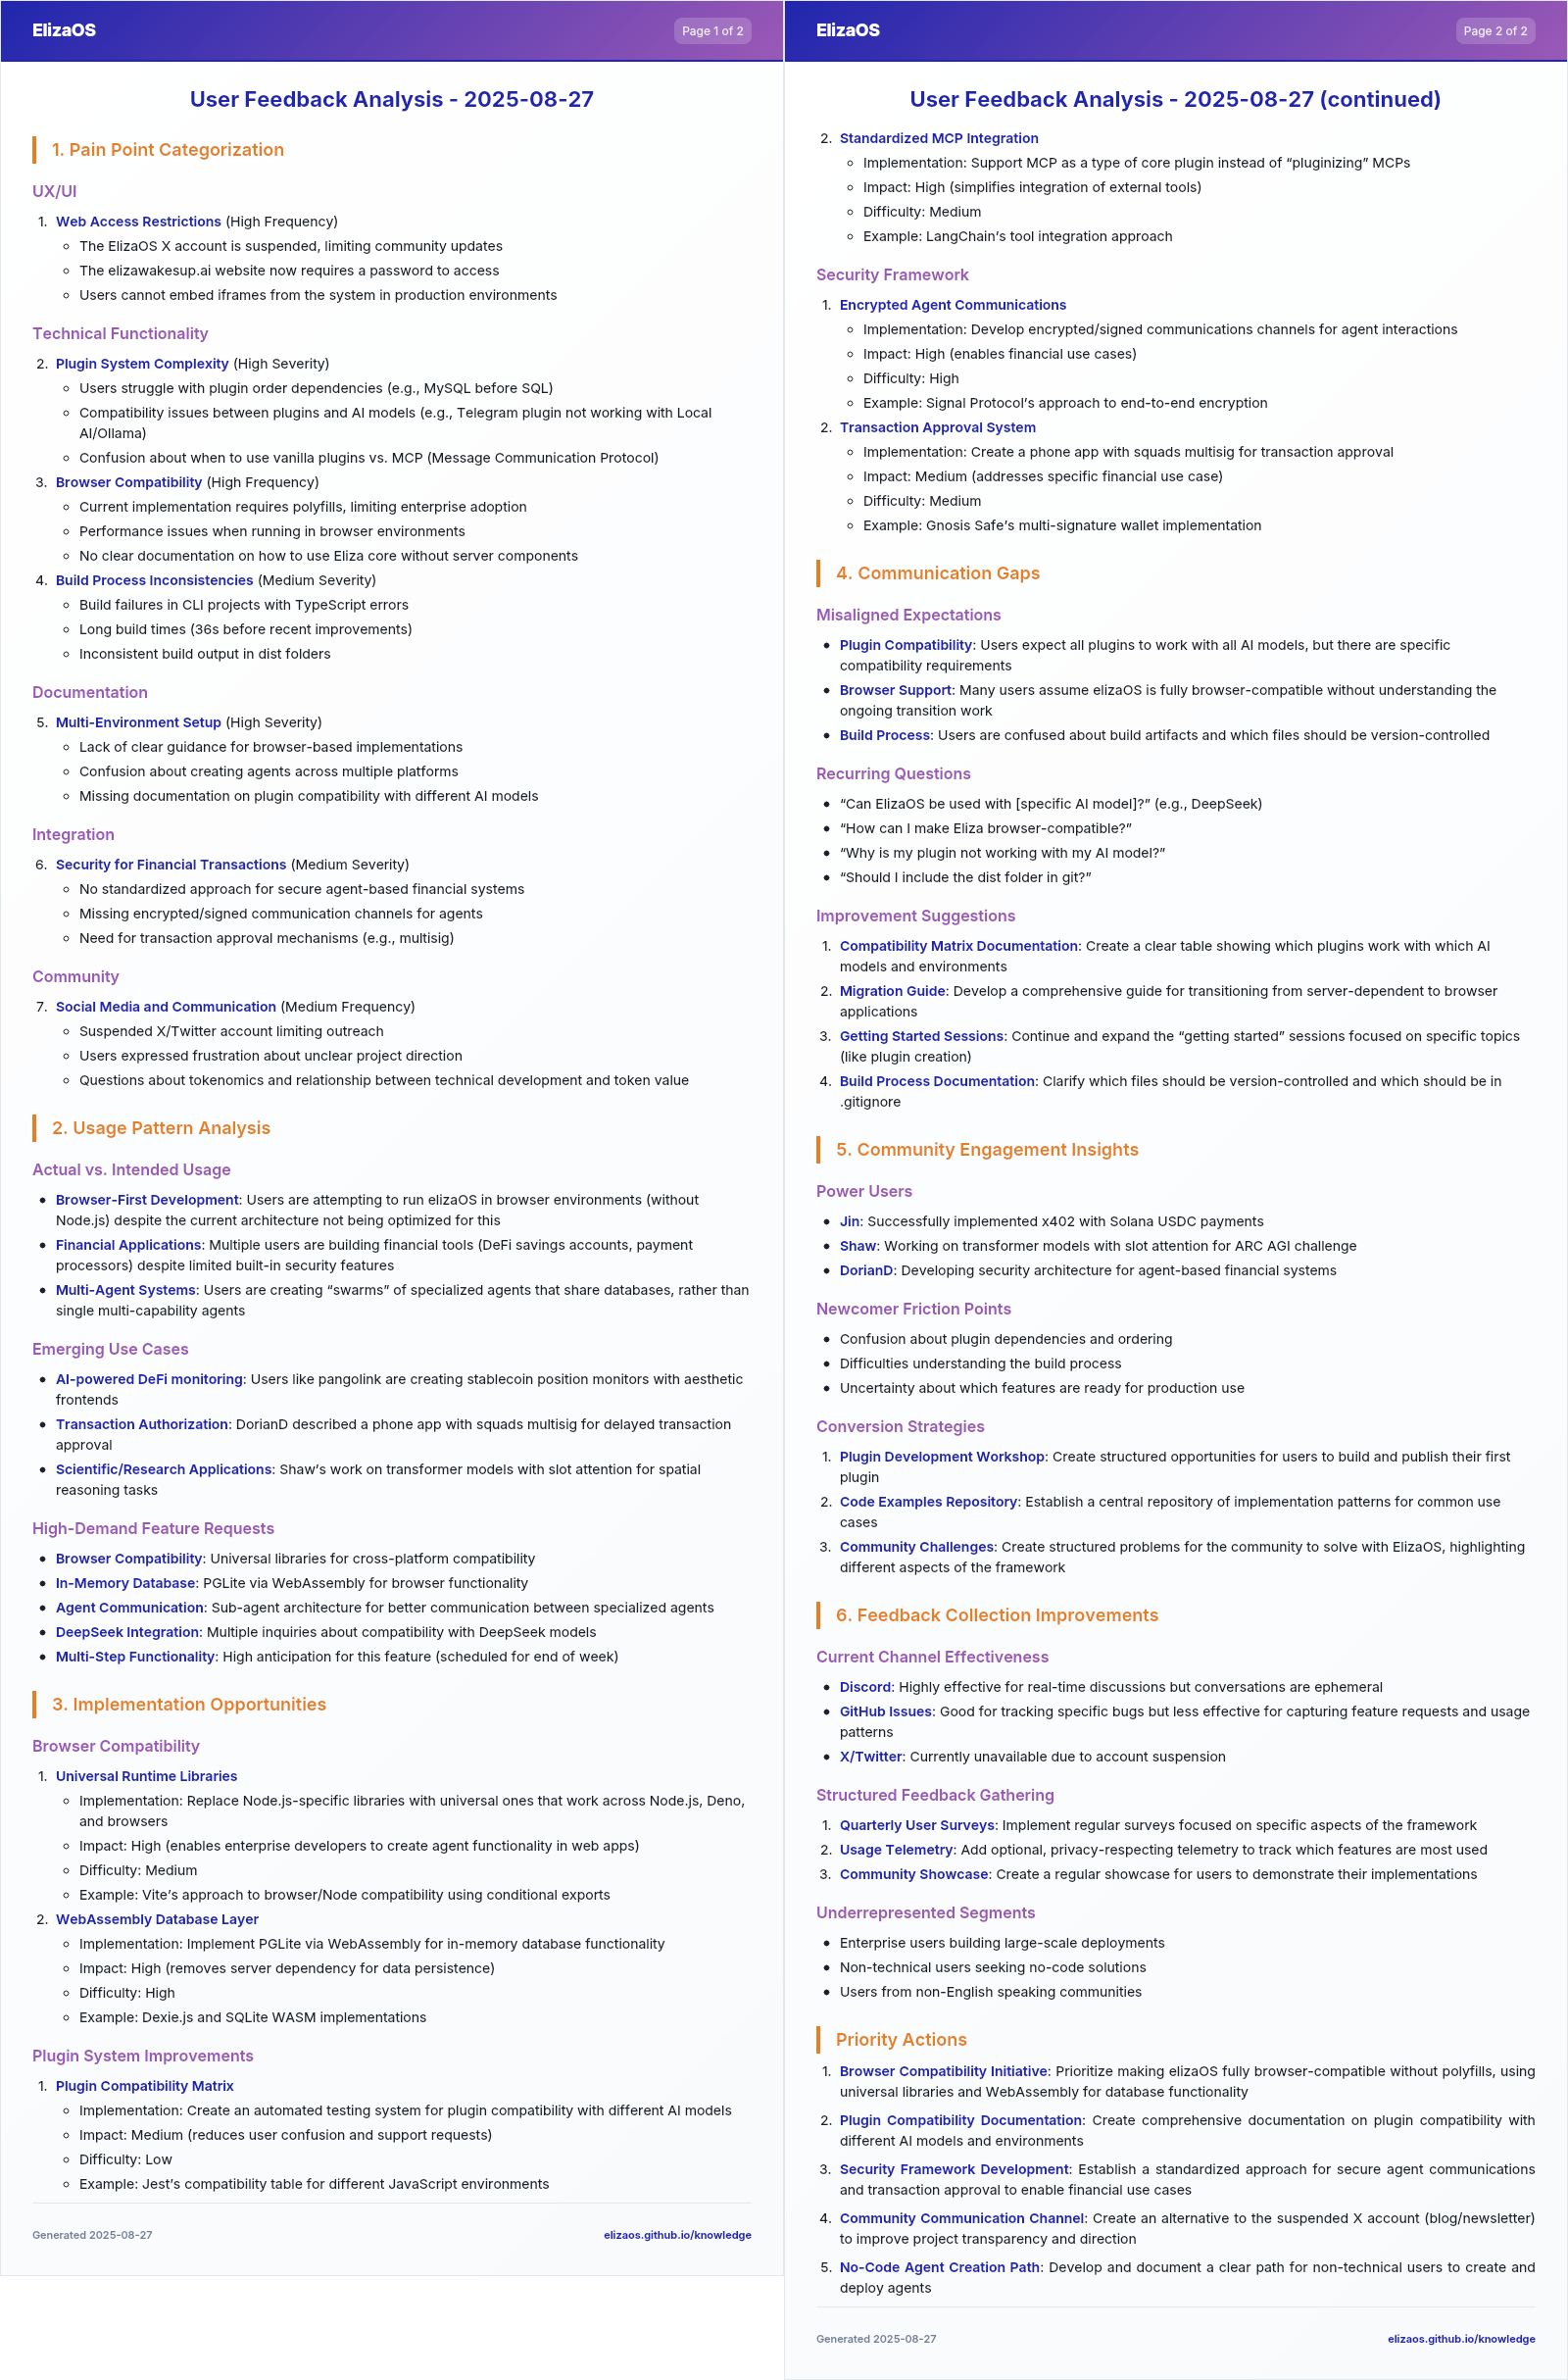 ElizaOS
Page 1 of 2
User Feedback Analysis - 2025-08-27
1. Pain Point Categorization
UX/UI
1. Web Access Restrictions (High Frequency)
◦ The ElizaOS X account is suspended, limiting community updates
◦ The elizawakesup.ai website now requires a password to access
◦ Users cannot embed iframes from the system in production environments
Technical Functionality
2. Plugin System Complexity (High Severity)
◦ Users struggle with plugin order dependencies (e.g., MySQL before SQL)
◦ Compatibility issues between plugins and AI models (e.g., Telegram plugin not working with Local
AI/Ollama)
◦ Confusion about when to use vanilla plugins vs. MCP (Message Communication Protocol)
3. Browser Compatibility (High Frequency)
◦ Current implementation requires polyfills, limiting enterprise adoption
◦ Performance issues when running in browser environments
◦ No clear documentation on how to use Eliza core without server components
4. Build Process Inconsistencies (Medium Severity)
◦ Build failures in CLI projects with TypeScript errors
◦ Long build times (36s before recent improvements)
◦ Inconsistent build output in dist folders
Documentation
5. Multi-Environment Setup (High Severity)
◦ Lack of clear guidance for browser-based implementations
◦ Confusion about creating agents across multiple platforms
◦ Missing documentation on plugin compatibility with different AI models
Integration
6. Security for Financial Transactions (Medium Severity)
◦ No standardized approach for secure agent-based financial systems
◦ Missing encrypted/signed communication channels for agents
◦ Need for transaction approval mechanisms (e.g., multisig)
Community
7. Social Media and Communication (Medium Frequency)
◦ Suspended X/Twitter account limiting outreach
◦ Users expressed frustration about unclear project direction
◦ Questions about tokenomics and relationship between technical development and token value
2. Usage Pattern Analysis
Actual vs. Intended Usage
• Browser-First Development: Users are attempting to run elizaOS in browser environments (without
Node.js) despite the current architecture not being optimized for this
• Financial Applications: Multiple users are building financial tools (DeFi savings accounts, payment
processors) despite limited built-in security features
• Multi-Agent Systems: Users are creating “swarms” of specialized agents that share databases, rather than
single multi-capability agents
Emerging Use Cases
• AI-powered DeFi monitoring: Users like pangolink are creating stablecoin position monitors with aesthetic
frontends
• Transaction Authorization: DorianD described a phone app with squads multisig for delayed transaction
approval
• Scientific/Research Applications: Shaw’s work on transformer models with slot attention for spatial
reasoning tasks
High-Demand Feature Requests
• Browser Compatibility: Universal libraries for cross-platform compatibility
• In-Memory Database: PGLite via WebAssembly for browser functionality
• Agent Communication: Sub-agent architecture for better communication between specialized agents
• DeepSeek Integration: Multiple inquiries about compatibility with DeepSeek models
• Multi-Step Functionality: High anticipation for this feature (scheduled for end of week)
3. Implementation Opportunities
Browser Compatibility
1. Universal Runtime Libraries
◦ Implementation: Replace Node.js-specific libraries with universal ones that work across Node.js, Deno,
and browsers
◦ Impact: High (enables enterprise developers to create agent functionality in web apps)
◦ Difficulty: Medium
◦ Example: Vite’s approach to browser/Node compatibility using conditional exports
2. WebAssembly Database Layer
◦ Implementation: Implement PGLite via WebAssembly for in-memory database functionality
◦ Impact: High (removes server dependency for data persistence)
◦ Difficulty: High
◦ Example: Dexie.js and SQLite WASM implementations
Plugin System Improvements
1. Plugin Compatibility Matrix
◦ Implementation: Create an automated testing system for plugin compatibility with different AI models
◦ Impact: Medium (reduces user confusion and support requests)
◦ Difficulty: Low
◦ Example: Jest’s compatibility table for different JavaScript environments
Generated 2025-08-27
elizaos.github.io/knowledge
ElizaOS
Page 2 of 2
User Feedback Analysis - 2025-08-27 (continued)
2. Standardized MCP Integration
◦ Implementation: Support MCP as a type of core plugin instead of “pluginizing” MCPs
◦ Impact: High (simplifies integration of external tools)
◦ Difficulty: Medium
◦ Example: LangChain’s tool integration approach
Security Framework
1. Encrypted Agent Communications
◦ Implementation: Develop encrypted/signed communications channels for agent interactions
◦ Impact: High (enables financial use cases)
◦ Difficulty: High
◦ Example: Signal Protocol’s approach to end-to-end encryption
2. Transaction Approval System
◦ Implementation: Create a phone app with squads multisig for transaction approval
◦ Impact: Medium (addresses specific financial use case)
◦ Difficulty: Medium
◦ Example: Gnosis Safe’s multi-signature wallet implementation
4. Communication Gaps
Misaligned Expectations
• Plugin Compatibility: Users expect all plugins to work with all AI models, but there are specific
compatibility requirements
• Browser Support: Many users assume elizaOS is fully browser-compatible without understanding the
ongoing transition work
• Build Process: Users are confused about build artifacts and which files should be version-controlled
Recurring Questions
• “Can ElizaOS be used with [specific AI model]?” (e.g., DeepSeek)
• “How can I make Eliza browser-compatible?”
• “Why is my plugin not working with my AI model?”
• “Should I include the dist folder in git?”
Improvement Suggestions
1. Compatibility Matrix Documentation: Create a clear table showing which plugins work with which AI
models and environments
2. Migration Guide: Develop a comprehensive guide for transitioning from server-dependent to browser
applications
3. Getting Started Sessions: Continue and expand the “getting started” sessions focused on specific topics
(like plugin creation)
4. Build Process Documentation: Clarify which files should be version-controlled and which should be in
.gitignore
5. Community Engagement Insights
Power Users
• Jin: Successfully implemented x402 with Solana USDC payments
• Shaw: Working on transformer models with slot attention for ARC AGI challenge
• DorianD: Developing security architecture for agent-based financial systems
Newcomer Friction Points
• Confusion about plugin dependencies and ordering
• Difficulties understanding the build process
• Uncertainty about which features are ready for production use
Conversion Strategies
1. Plugin Development Workshop: Create structured opportunities for users to build and publish their first
plugin
2. Code Examples Repository: Establish a central repository of implementation patterns for common use
cases
3. Community Challenges: Create structured problems for the community to solve with ElizaOS, highlighting
different aspects of the framework
6. Feedback Collection Improvements
Current Channel Effectiveness
• Discord: Highly effective for real-time discussions but conversations are ephemeral
• GitHub Issues: Good for tracking specific bugs but less effective for capturing feature requests and usage
patterns
• X/Twitter: Currently unavailable due to account suspension
Structured Feedback Gathering
1. Quarterly User Surveys: Implement regular surveys focused on specific aspects of the framework
2. Usage Telemetry: Add optional, privacy-respecting telemetry to track which features are most used
3. Community Showcase: Create a regular showcase for users to demonstrate their implementations
Underrepresented Segments
• Enterprise users building large-scale deployments
• Non-technical users seeking no-code solutions
• Users from non-English speaking communities
Priority Actions
1. Browser Compatibility Initiative: Prioritize making elizaOS fully browser-compatible without polyfills, using
universal libraries and WebAssembly for database functionality
2. Plugin Compatibility Documentation: Create comprehensive documentation on plugin compatibility with
different AI models and environments
3. Security Framework Development: Establish a standardized approach for secure agent communications
and transaction approval to enable financial use cases
4. Community Communication Channel: Create an alternative to the suspended X account (blog/newsletter)
to improve project transparency and direction
5. No-Code Agent Creation Path: Develop and document a clear path for non-technical users to create and
deploy agents
Generated 2025-08-27
elizaos.github.io/knowledge